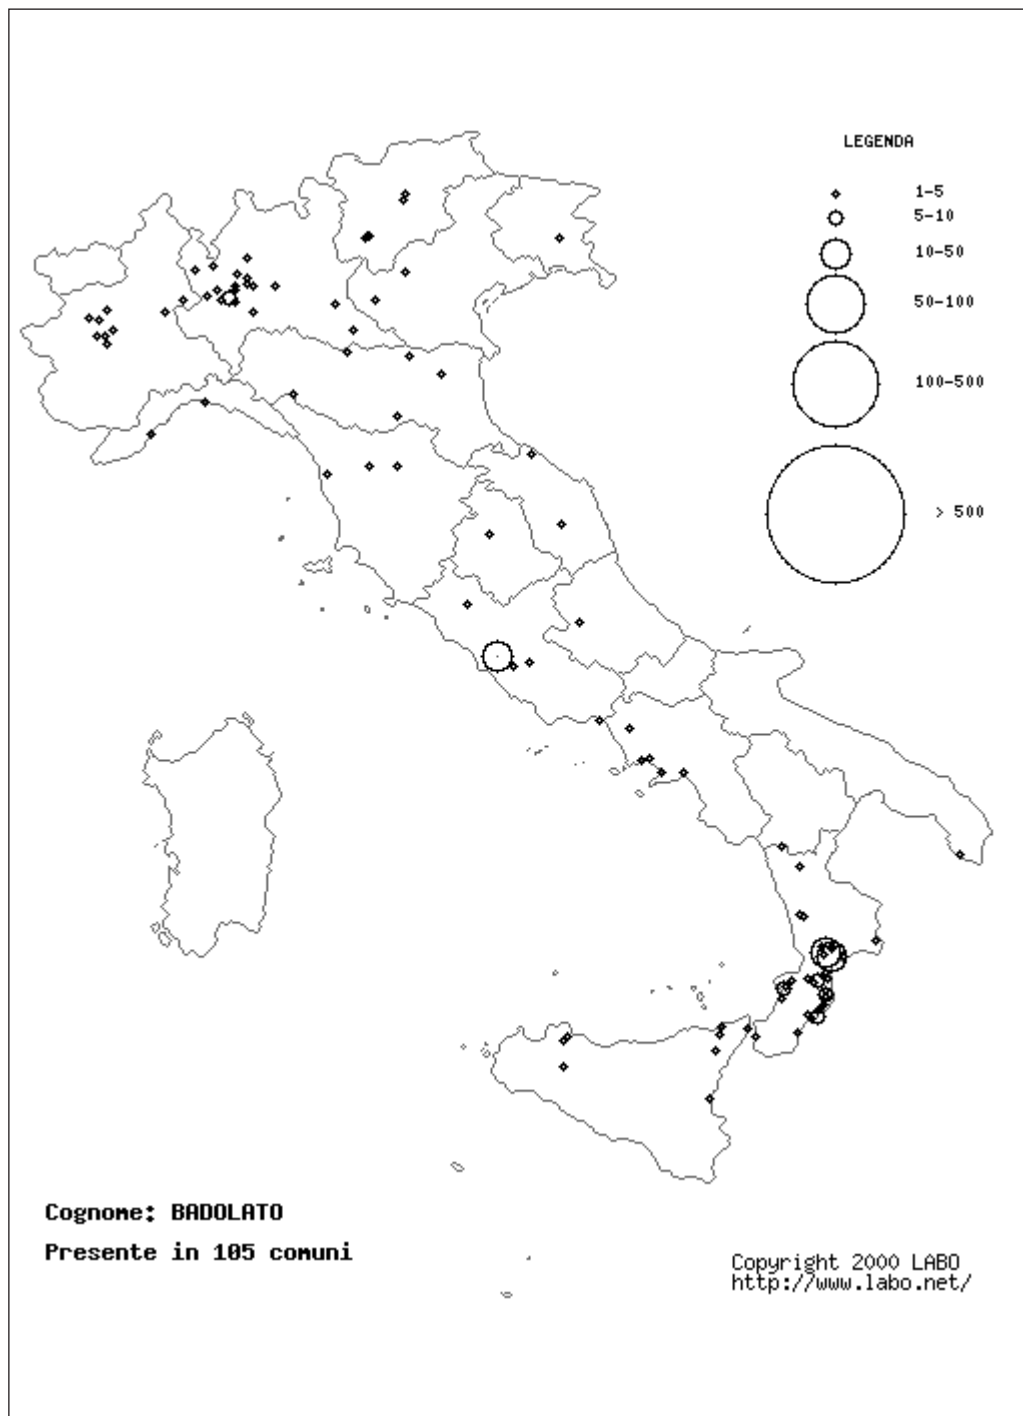 LEGENDA
1-5
5-10
10-50
50-100
100-500
> 500
Cognome: BADOLATO
Presente in 105 comuni
Copyright 2000 LABO
http://www.labo.net/